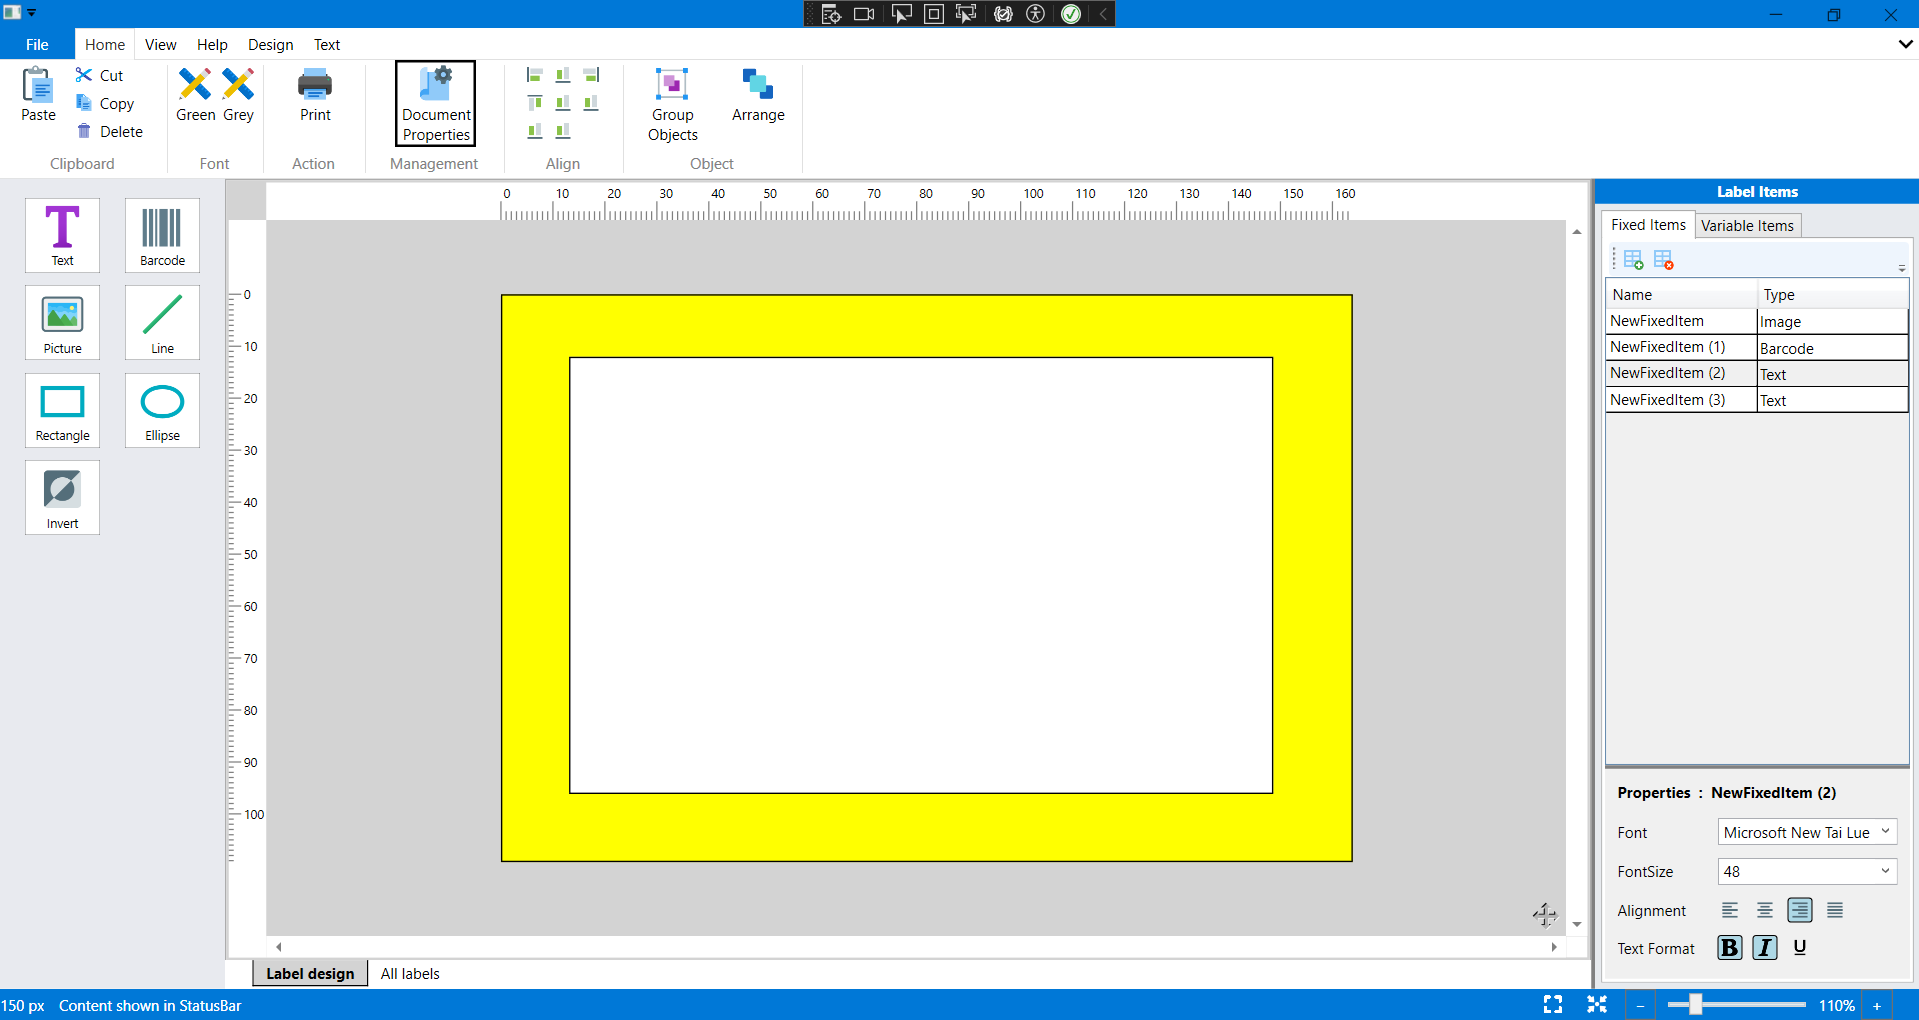 File Home View Help Design Text
Paste
Cut
Copy
Delete
Clipboard
Green Grey
Font
Print
Action
Document
Properties
Management
Align
Group
Objects
Arrange
Object
Text Barcode
Picture Line
Rectangle Ellipse
Invert
0 10 20 30 40 50 60 70 80 90 100 110 120 130 140 150 160
0
10
20
30
40
50
60
70
80
90
100
Label design All labels
Label Items
Fixed Items Variable Items
Name Type
NewFixedItem Image
NewFixedItem (1) Barcode
NewFixedItem (2) Text
NewFixedItem (3) Text
Properties : NewFixedItem (2)
Font Microsoft New Tai Lue
FontSize 48
Alignment
Text Format B I U
150 px Content shown in StatusBar
110%